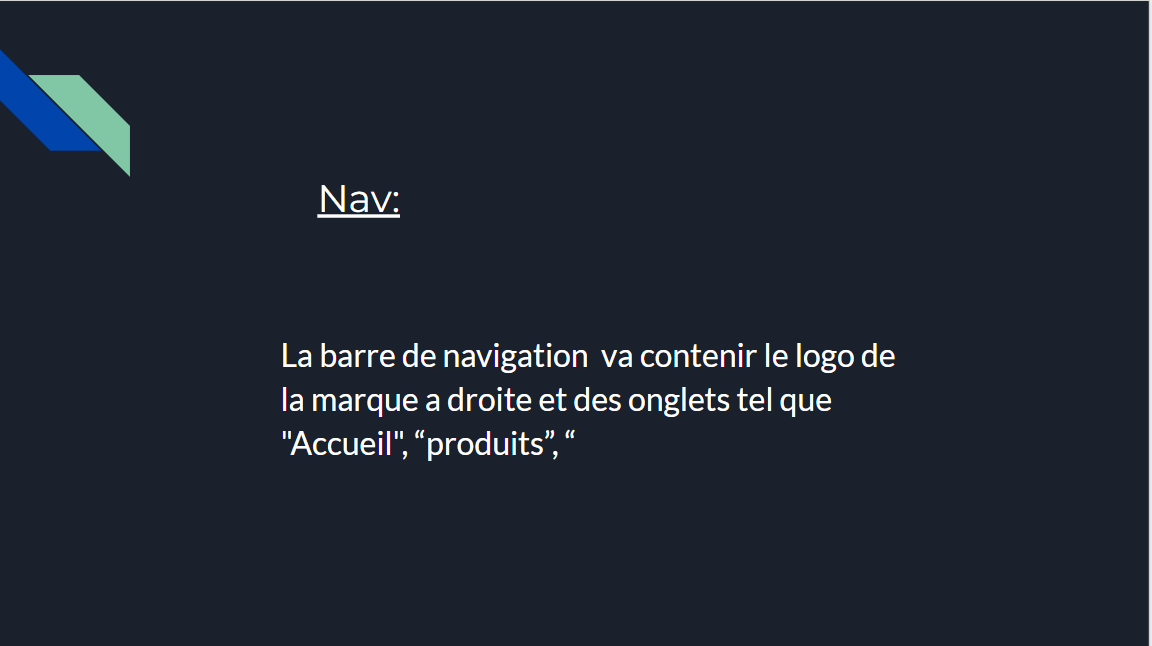 Nav:
La barre de navigation  va contenir le logo de
la marque a droite et des onglets tel que
"Accueil", “produits”, “